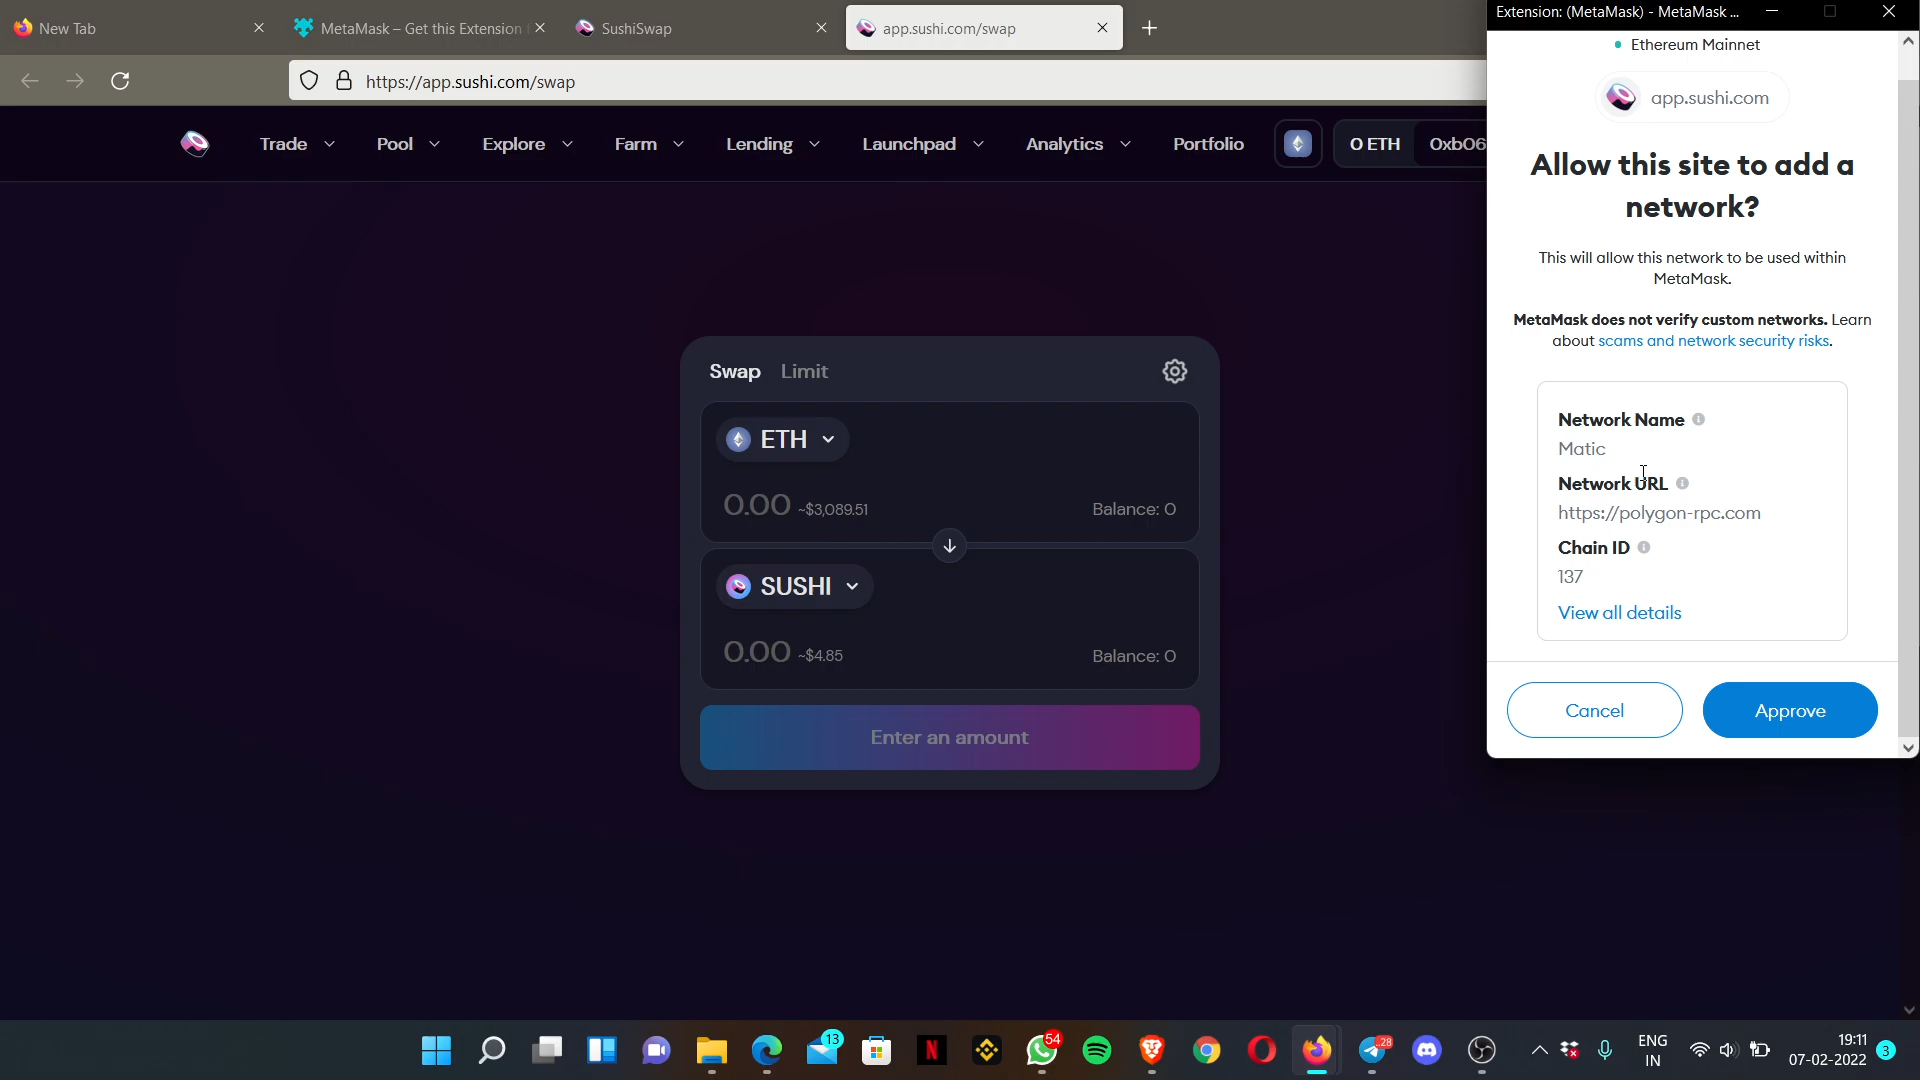 New Tab
MetaMask – Get this Extension f
SushiSwap
app.sushi.com/swap
Extension: (MetaMask) - MetaMask ...
https://app.sushi.com/swap
Trade
Pool
Explore
Farm
Lending
Launchpad
Analytics
Portfolio
0 ETH
0xb06
Ethereum Mainnet
app.sushi.com
Allow this site to add a
network?
This will allow this network to be used within
MetaMask.
MetaMask does not verify custom networks. Learn
about scams and network security risks.
Network Name
Matic
Network URL
https://polygon-rpc.com
Chain ID
137
View all details
Cancel
Approve
Swap
Limit
ETH
0.00 ~$3,089.51
Balance: 0
SUSHI
0.00 ~$4.85
Balance: 0
Enter an amount
13
54
28
ENG
IN
19:11
07-02-2022
3